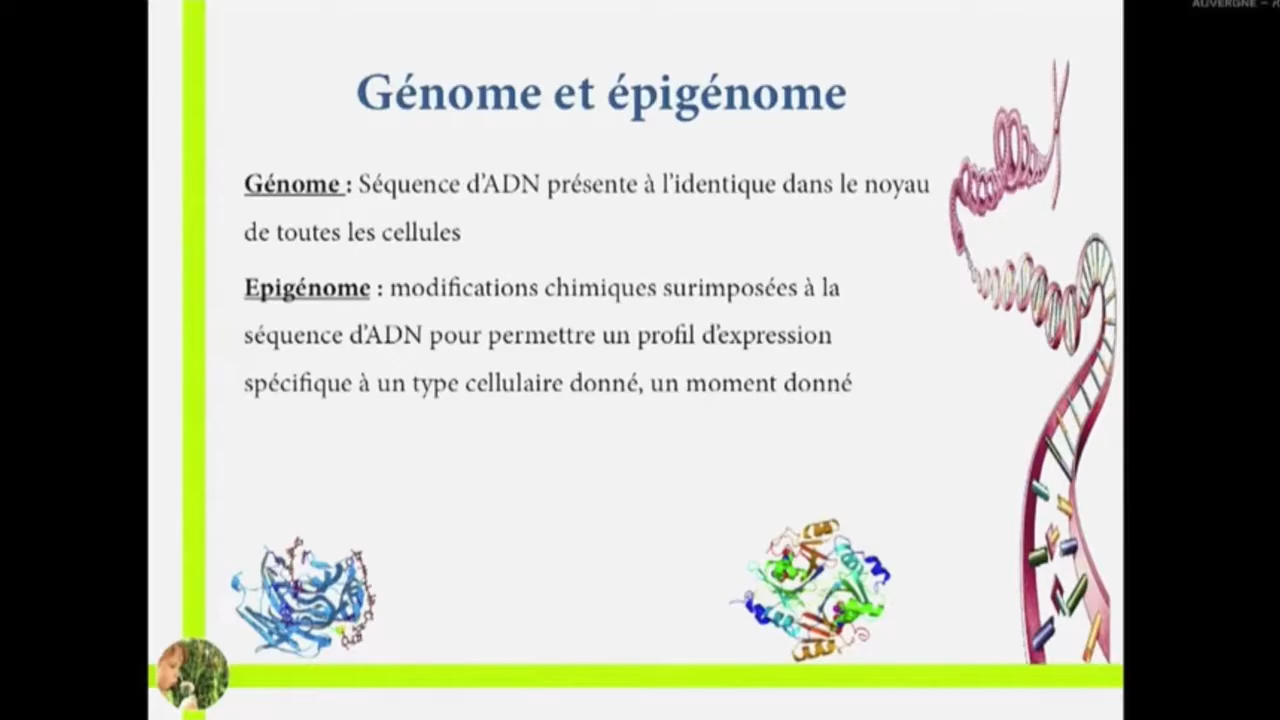 AUVERGNE –
Génome et épigénome
Génome : Séquence d'ADN présente à l'identique dans le noyau
de toutes les cellules
Epigénome : modifications chimiques surimposées à la
séquence d'ADN pour permettre un profil d'expression
spécifique à un type cellulaire donné, un moment donné